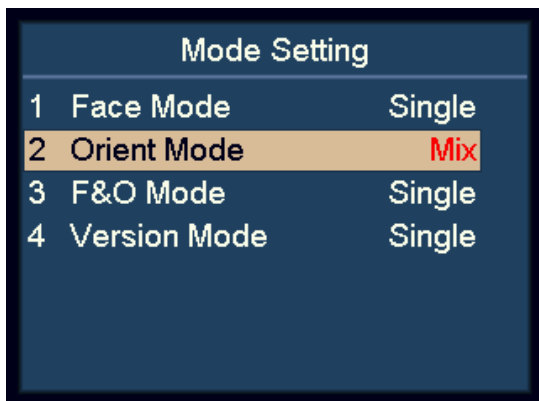 Mode Setting
1 Face Mode Single
2 Orient Mode Mix
3 F&O Mode Single
4 Version Mode Single